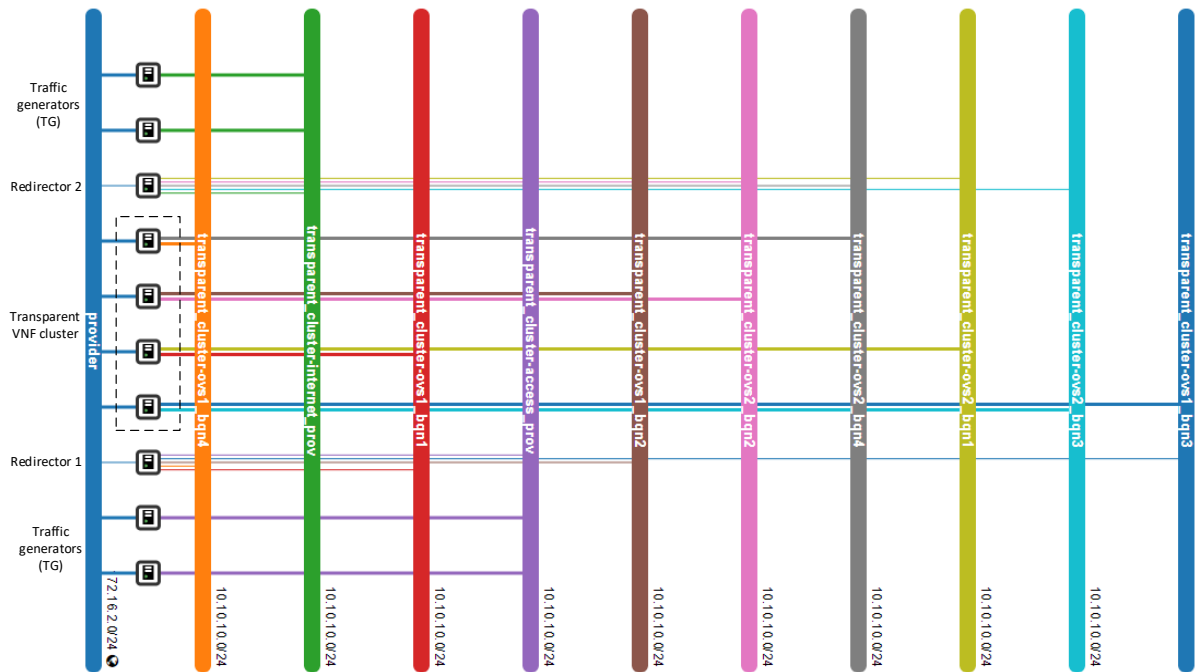 Traffic
generators
(TG)
Redirector 2
Transparent
VNF cluster
Redirector 1
Traffic
generators
(TG)
provider
72.16.2.0/24
transparent_cluster-ovs1_bqn4
10.10.10.0/24
transparent_cluster-internet_prov
10.10.10.0/24
transparent_cluster-ovs1_bqn1
10.10.10.0/24
transparent_cluster-access_prov
10.10.10.0/24
transparent_cluster-ovs1_bqn2
10.10.10.0/24
transparent_cluster-ovs2_bqn2
10.10.10.0/24
transparent_cluster-ovs2_bqn4
10.10.10.0/24
transparent_cluster-ovs2_bqn1
10.10.10.0/24
transparent_cluster-ovs2_bqn3
10.10.10.0/24
transparent_cluster-ovs1_bqn3